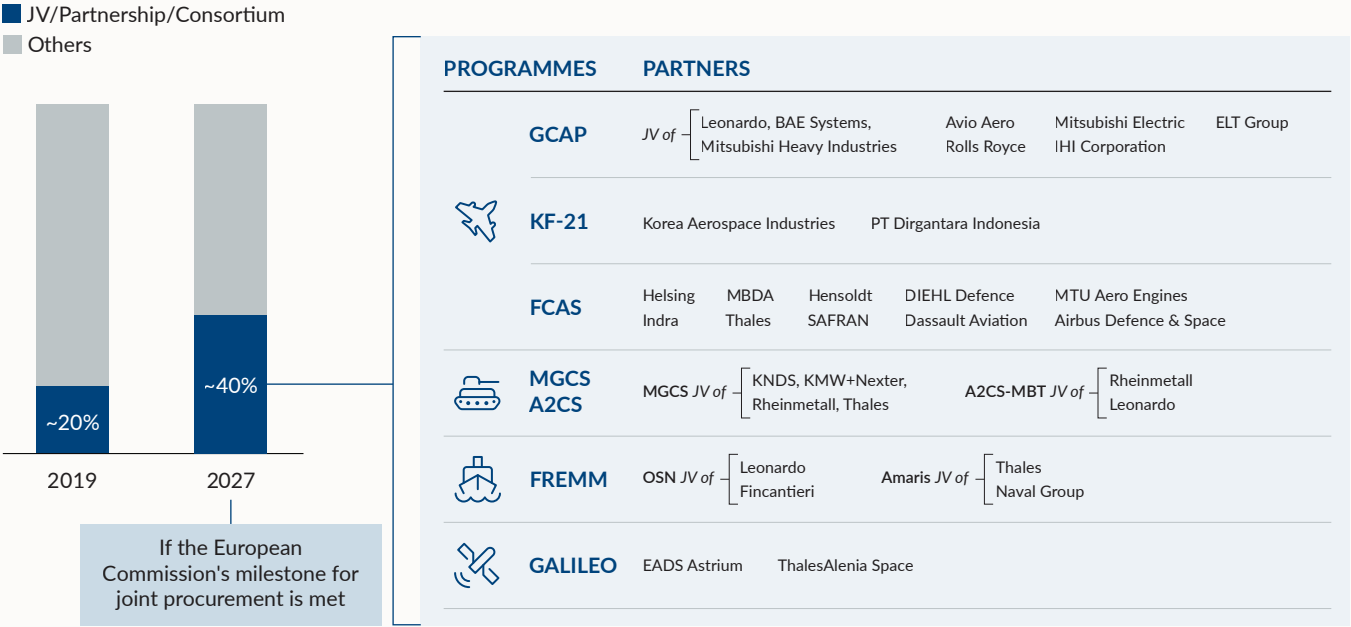 JV/Partnership/Consortium
Others
~20%
~40%
2019
2027
If the European
Commission's milestone for
joint procurement is met
PROGRAMMES PARTNERS
GCAP
JV of
Leonardo, BAE Systems,
Mitsubishi Heavy Industries
Avio Aero
Rolls Royce
Mitsubishi Electric
IHI Corporation
ELT Group
KF-21
Korea Aerospace Industries
PT Dirgantara Indonesia
FCAS
Helsing
Indra
MBDA
Thales
Hensoldt
SAFRAN
DIEHL Defence
Dassault Aviation
MTU Aero Engines
Airbus Defence & Space
MGCS
A2CS
MGCS JV of
KNDS, KMW+Nexter,
Rheinmetall, Thales
A2CS-MBT JV of
Rheinmetall
Leonardo
FREMM
OSN JV of
Leonardo
Fincantieri
Amaris JV of
Thales
Naval Group
GALILEO
EADS Astrium
ThalesAlenia Space